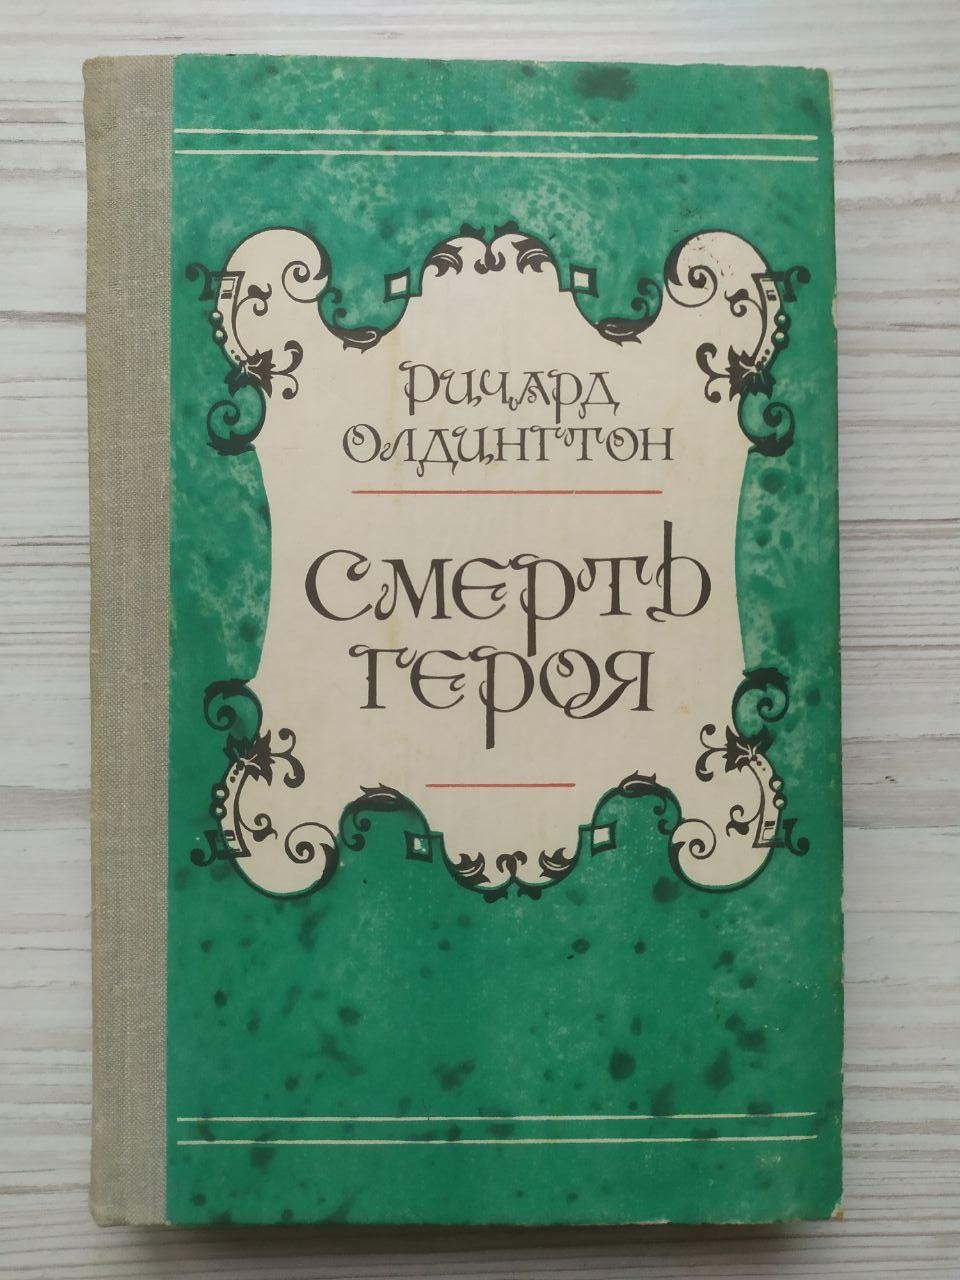 Ричард
Олдингтон
Смерть
героя